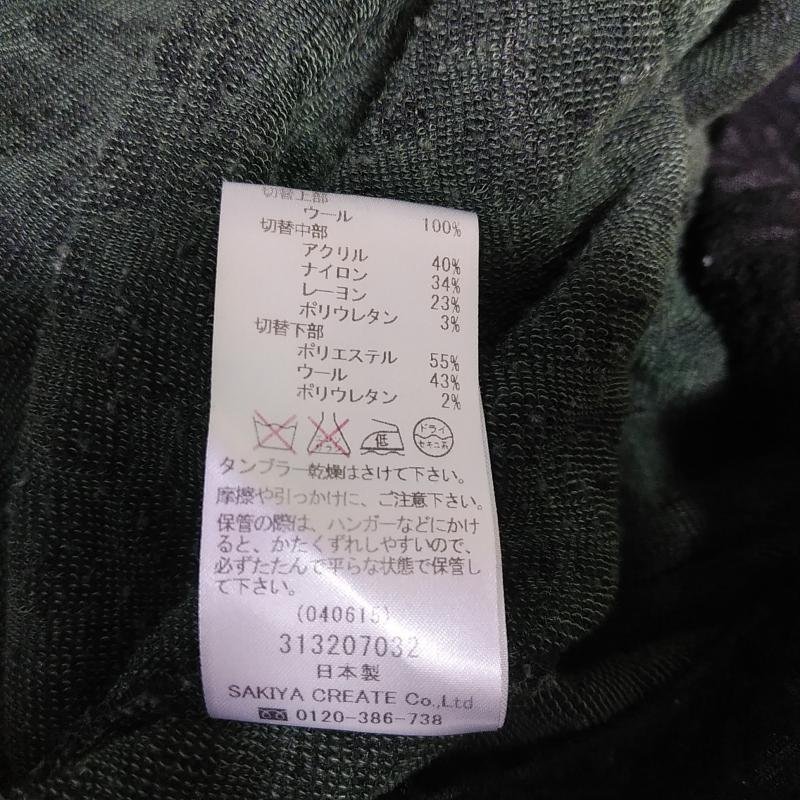 切替上部
ウール 100%
切替中部
アクリル 40%
ナイロン 34%
レーヨン 23%
ポリウレタン 3%
切替下部
ポリエステル 55%
ウール 43%
ポリウレタン 2%
低 ドライ セキユ系
タンブラー乾燥はさけて下さい。
摩擦や引っかけに、ご注意下さい。
保管の際は、ハンガーなどにかけ
ると、かたくずれしやすいので、
必ずたたんで平らな状態で保管し
て下さい。
(040615)
313207032
日本製
SAKIYA CREATE Co.,Ltd
0120-386-738